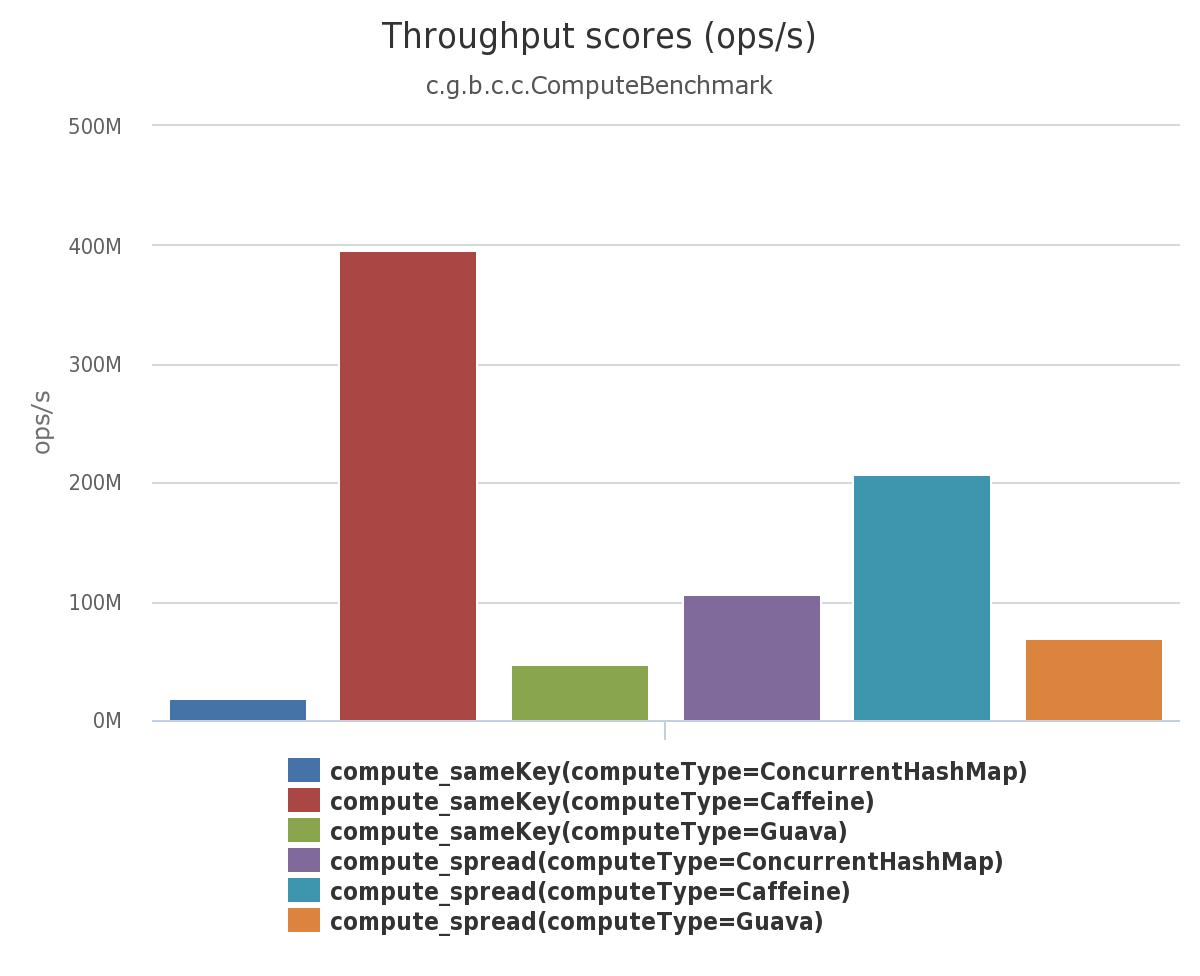 Throughput scores (ops/s)
c.g.b.c.c.ComputeBenchmark
500M
400M
300M
200M
100M
0M
ops/s
compute_sameKey(computeType=ConcurrentHashMap)
compute_sameKey(computeType=Caffeine)
compute_sameKey(computeType=Guava)
compute_spread(computeType=ConcurrentHashMap)
compute_spread(computeType=Caffeine)
compute_spread(computeType=Guava)